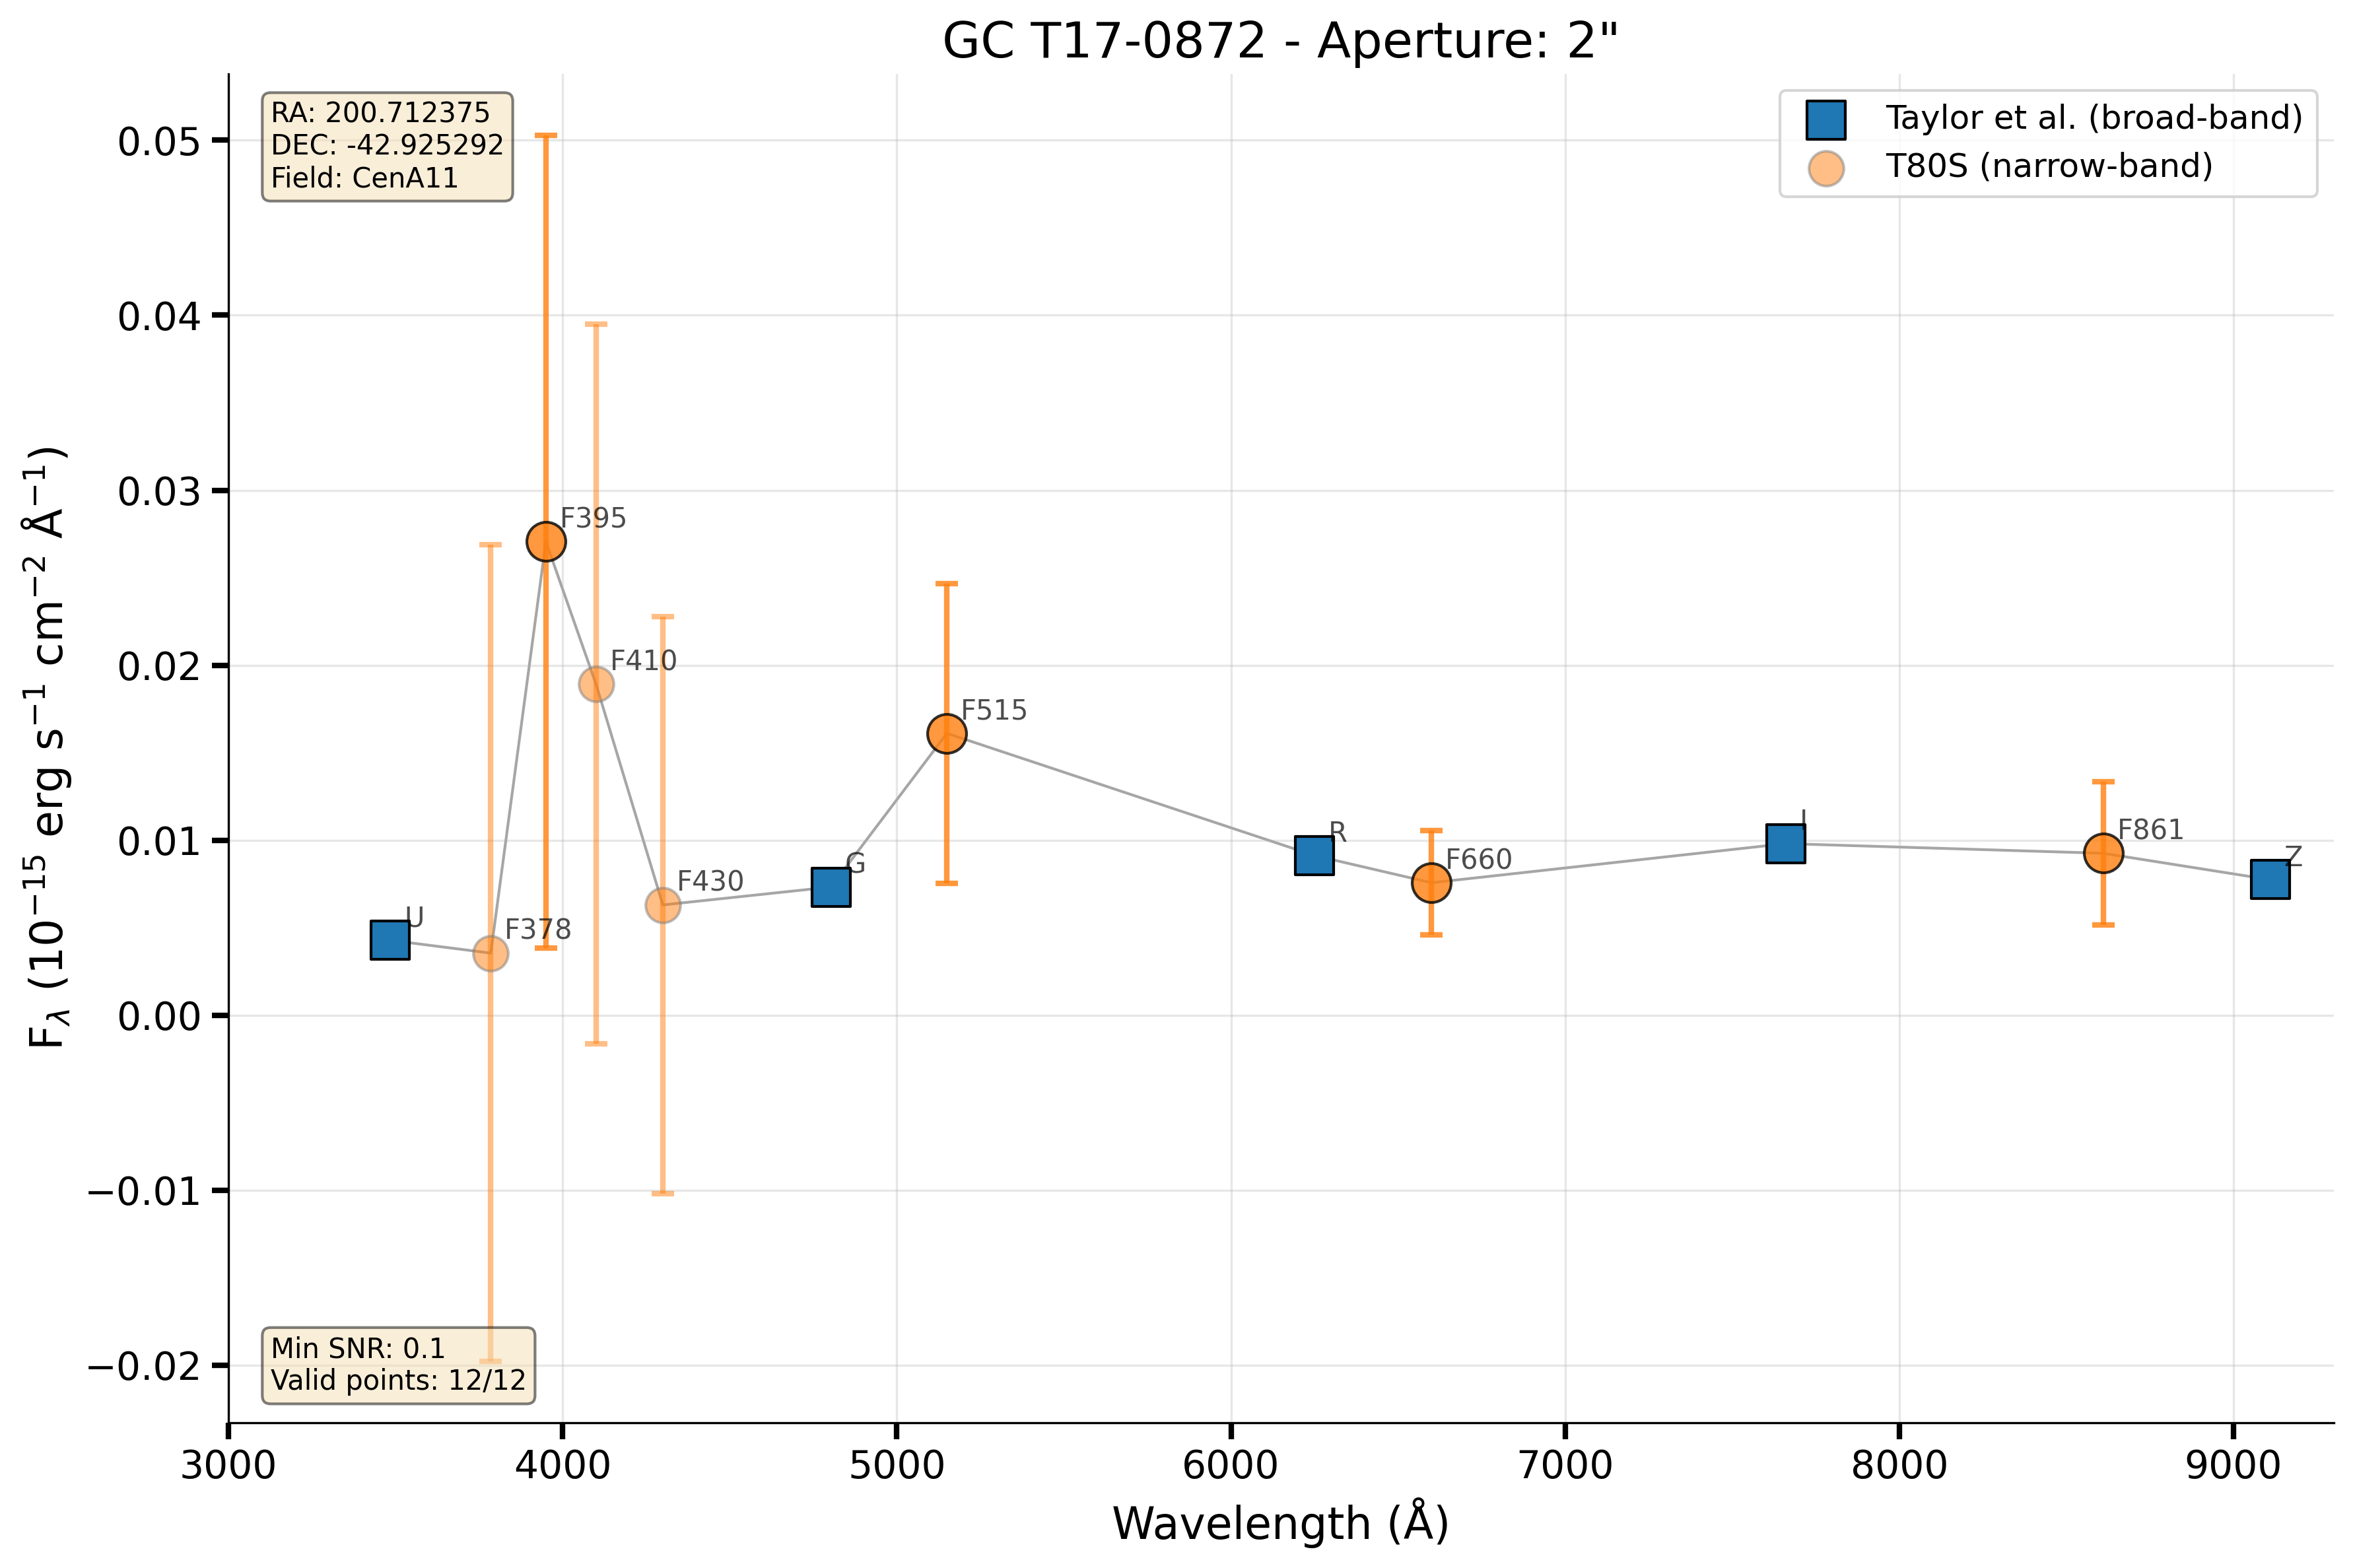 GC T17-0872 - Aperture: 2"
RA: 200.712375
DEC: -42.925292
Field: CenA11
Taylor et al. (broad-band)
T80S (narrow-band)
F_λ (10⁻¹⁵ erg s⁻¹ cm⁻² Å⁻¹)
0.05
0.04
0.03
0.02
0.01
0.00
−0.01
−0.02
U
F378
F395
F410
F430
G
F515
R
F660
I
F861
Z
Min SNR: 0.1
Valid points: 12/12
3000 4000 5000 6000 7000 8000 9000
Wavelength (Å)